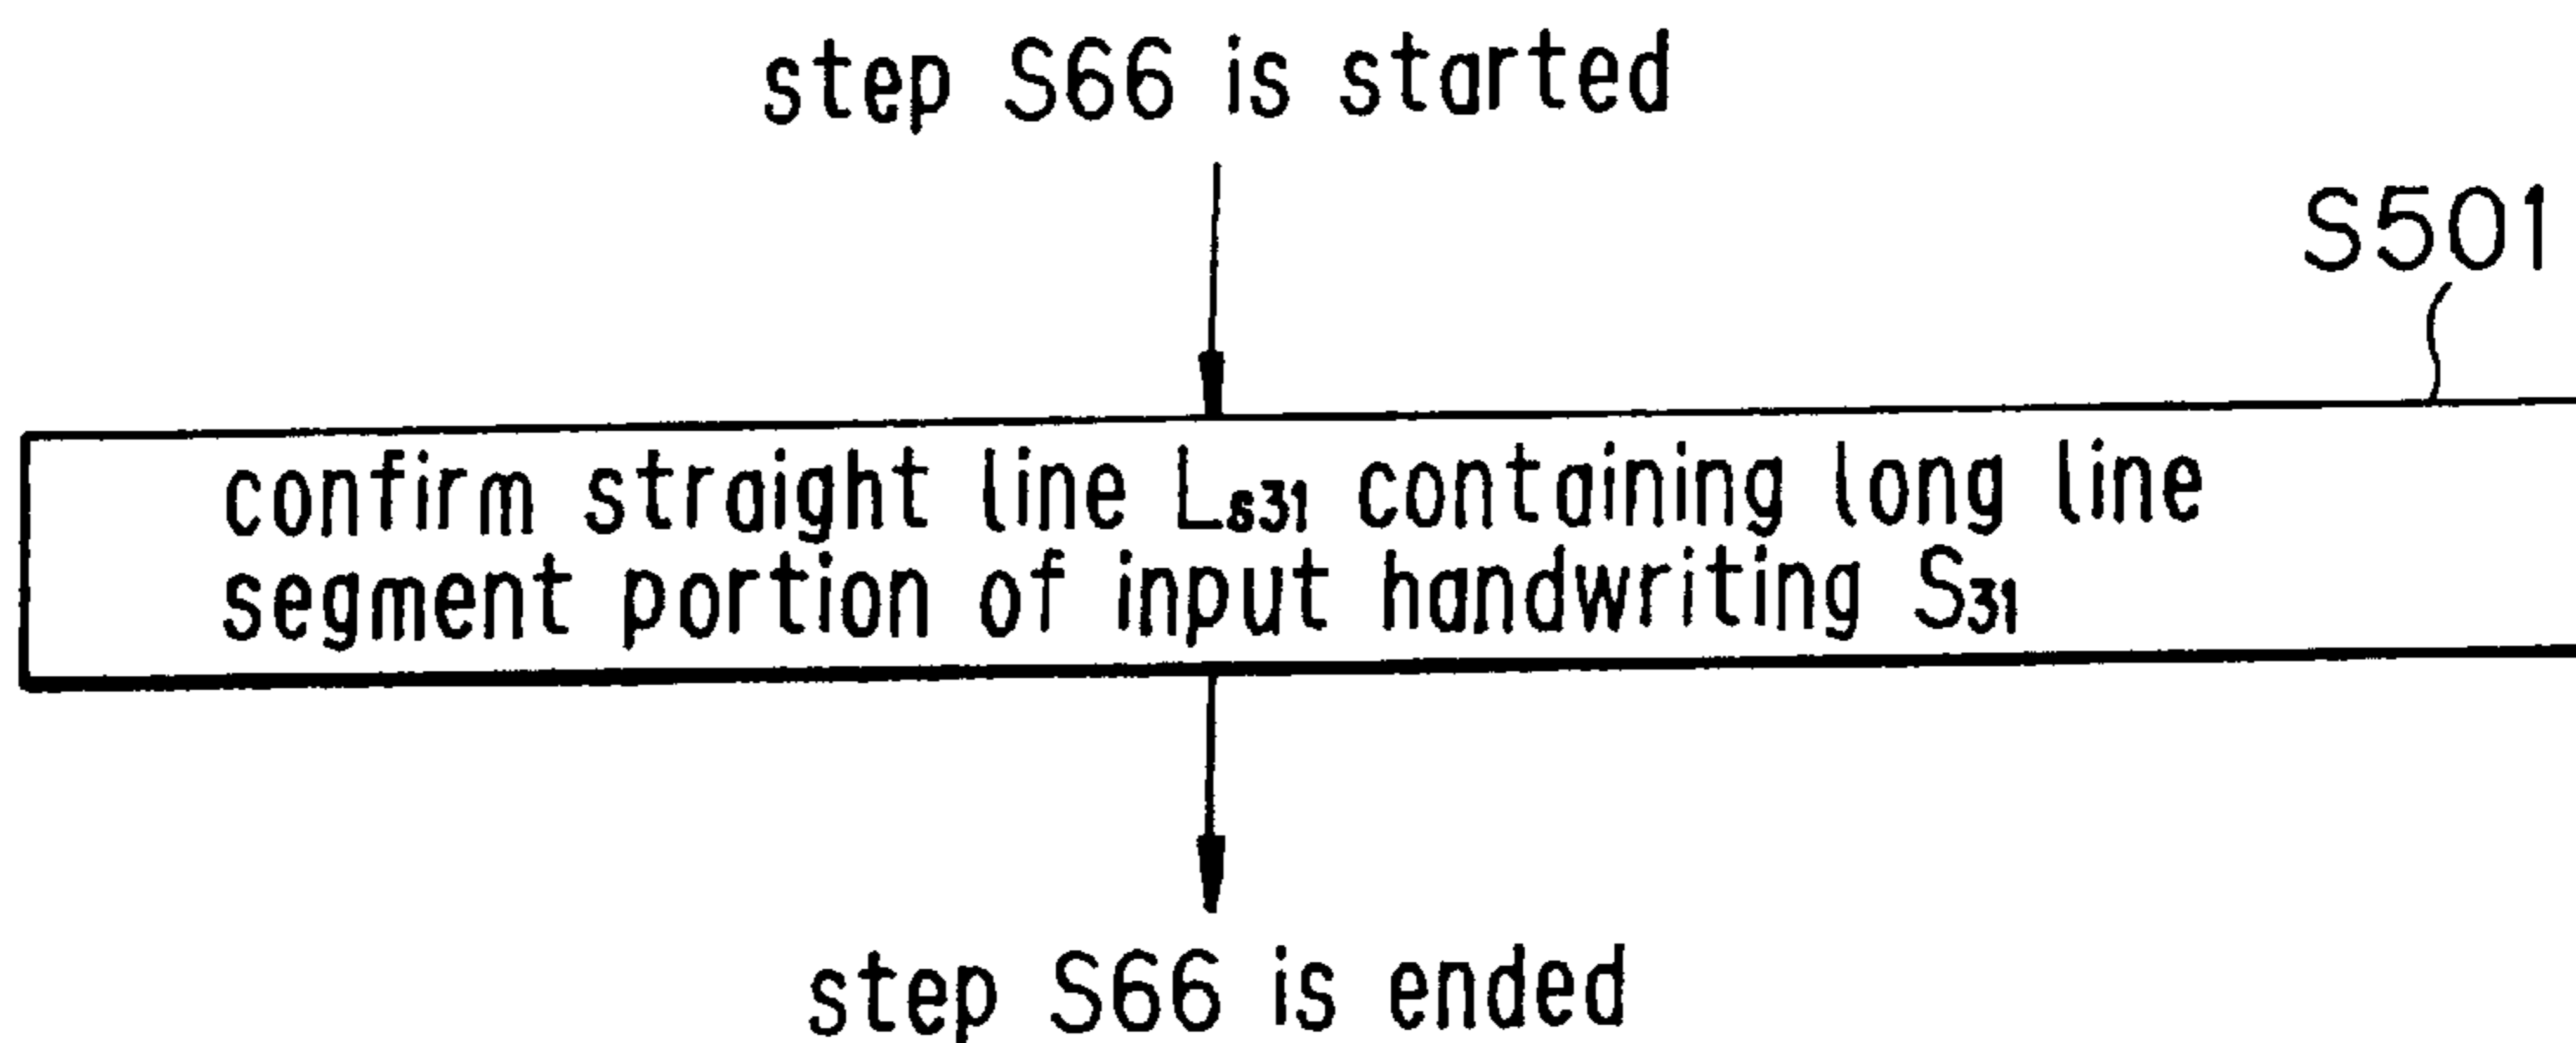 step S66 is started
S501
confirm straight line Ls31 containing long line
segment portion of input handwriting S31
step S66 is ended